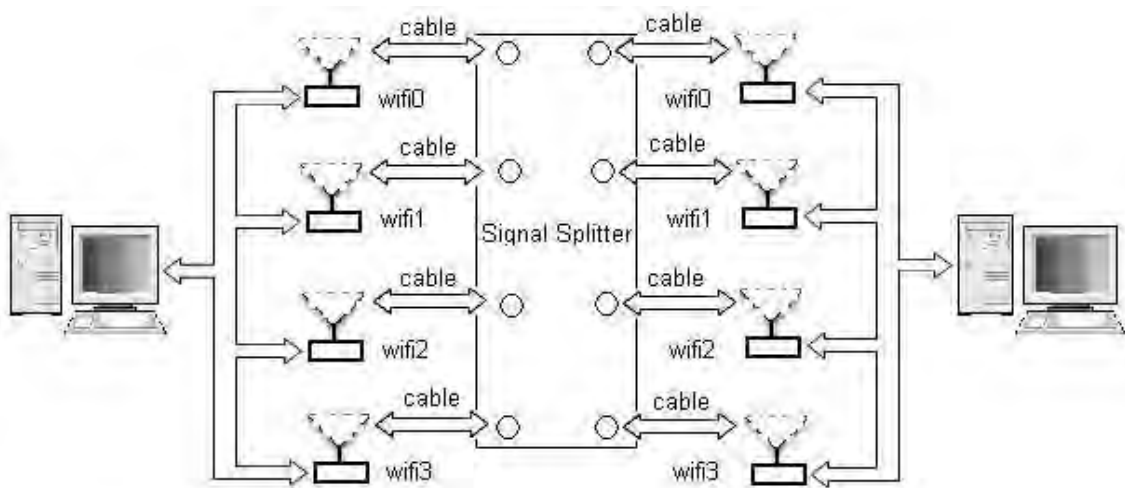 cable cable
wifi0 wifi0
cable cable
wifi1 wifi1
Signal Splitter
cable cable
wifi2 wifi2
cable cable
wifi3 wifi3